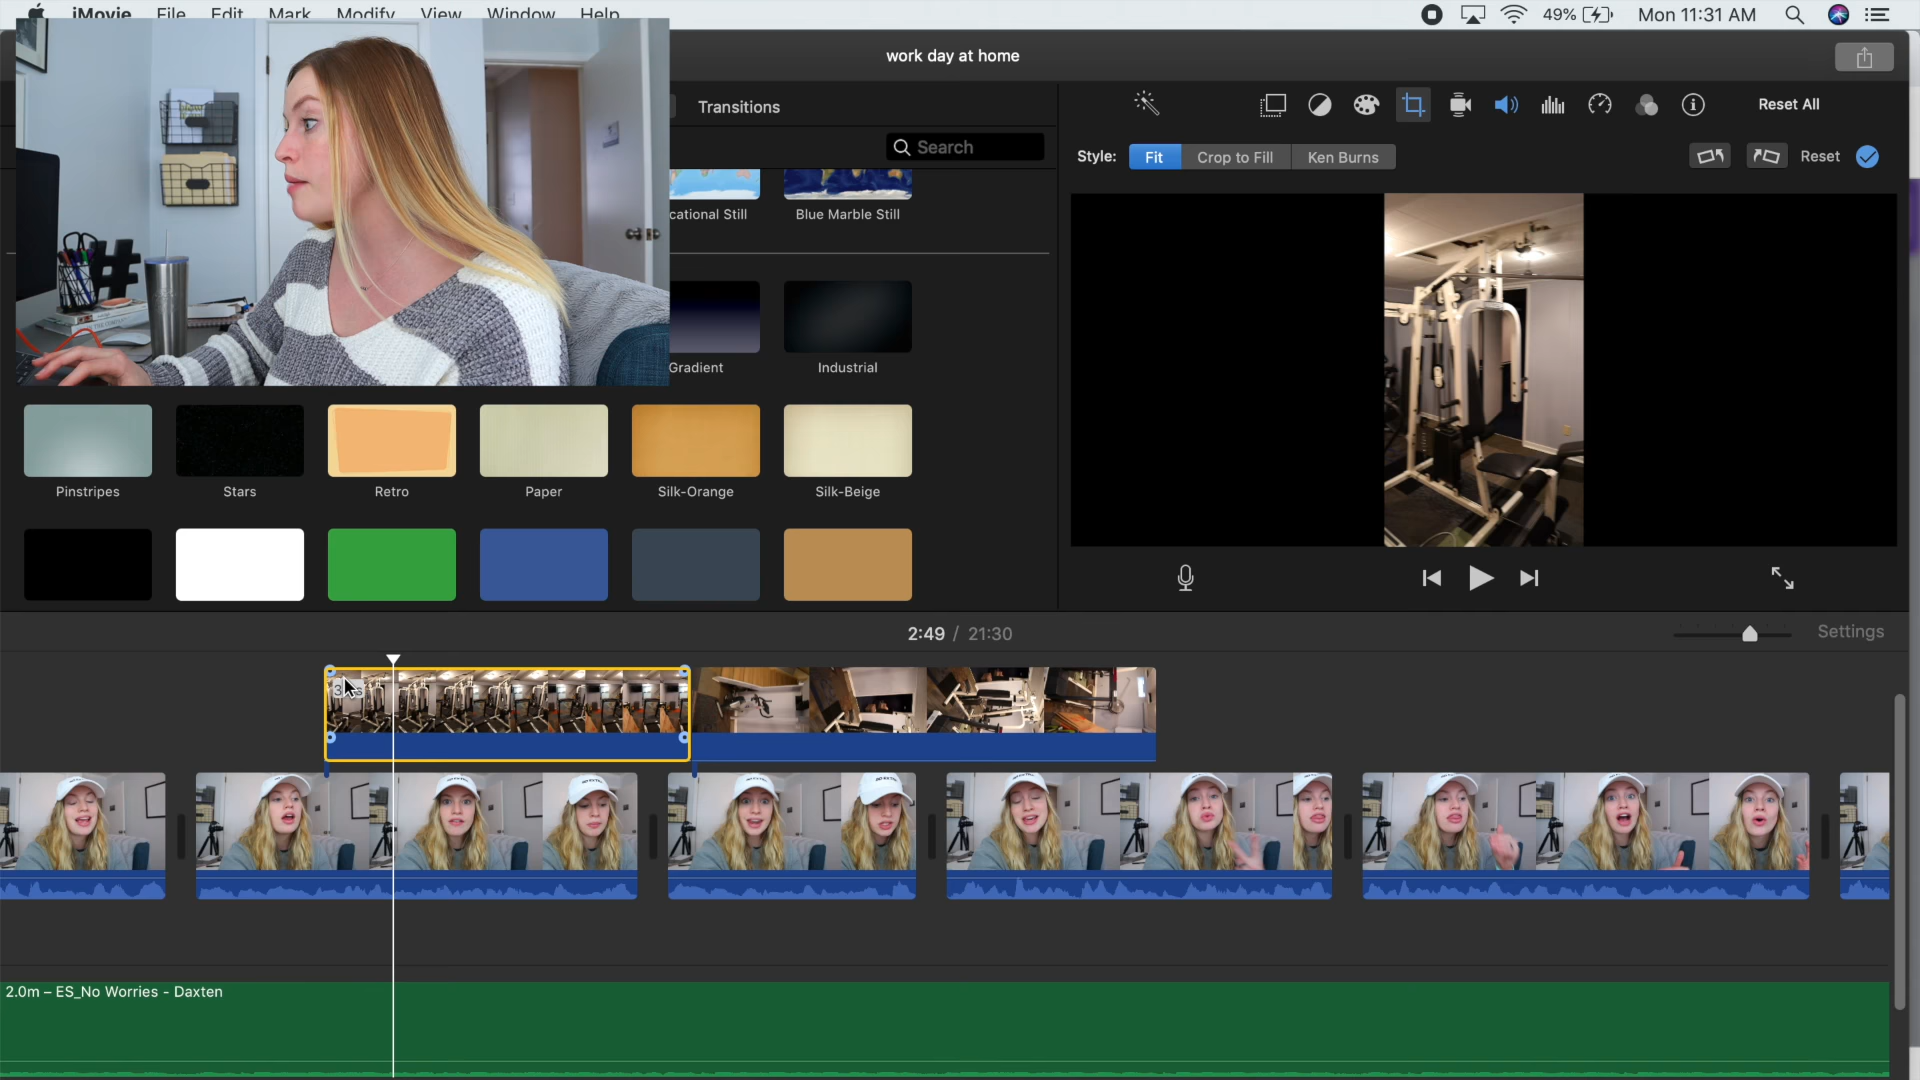 iMovie File Edit Mark Modify View Window Help 49% Mon 11:31 AM
work day at home
Transitions
Reset All
Search
Style: Fit Crop to Fill Ken Burns Reset
cational Still Blue Marble Still
Gradient Industrial
Pinstripes Stars Retro Paper Silk-Orange Silk-Beige
2:49 / 21:30 Settings
2.0m – ES_No Worries - Daxten